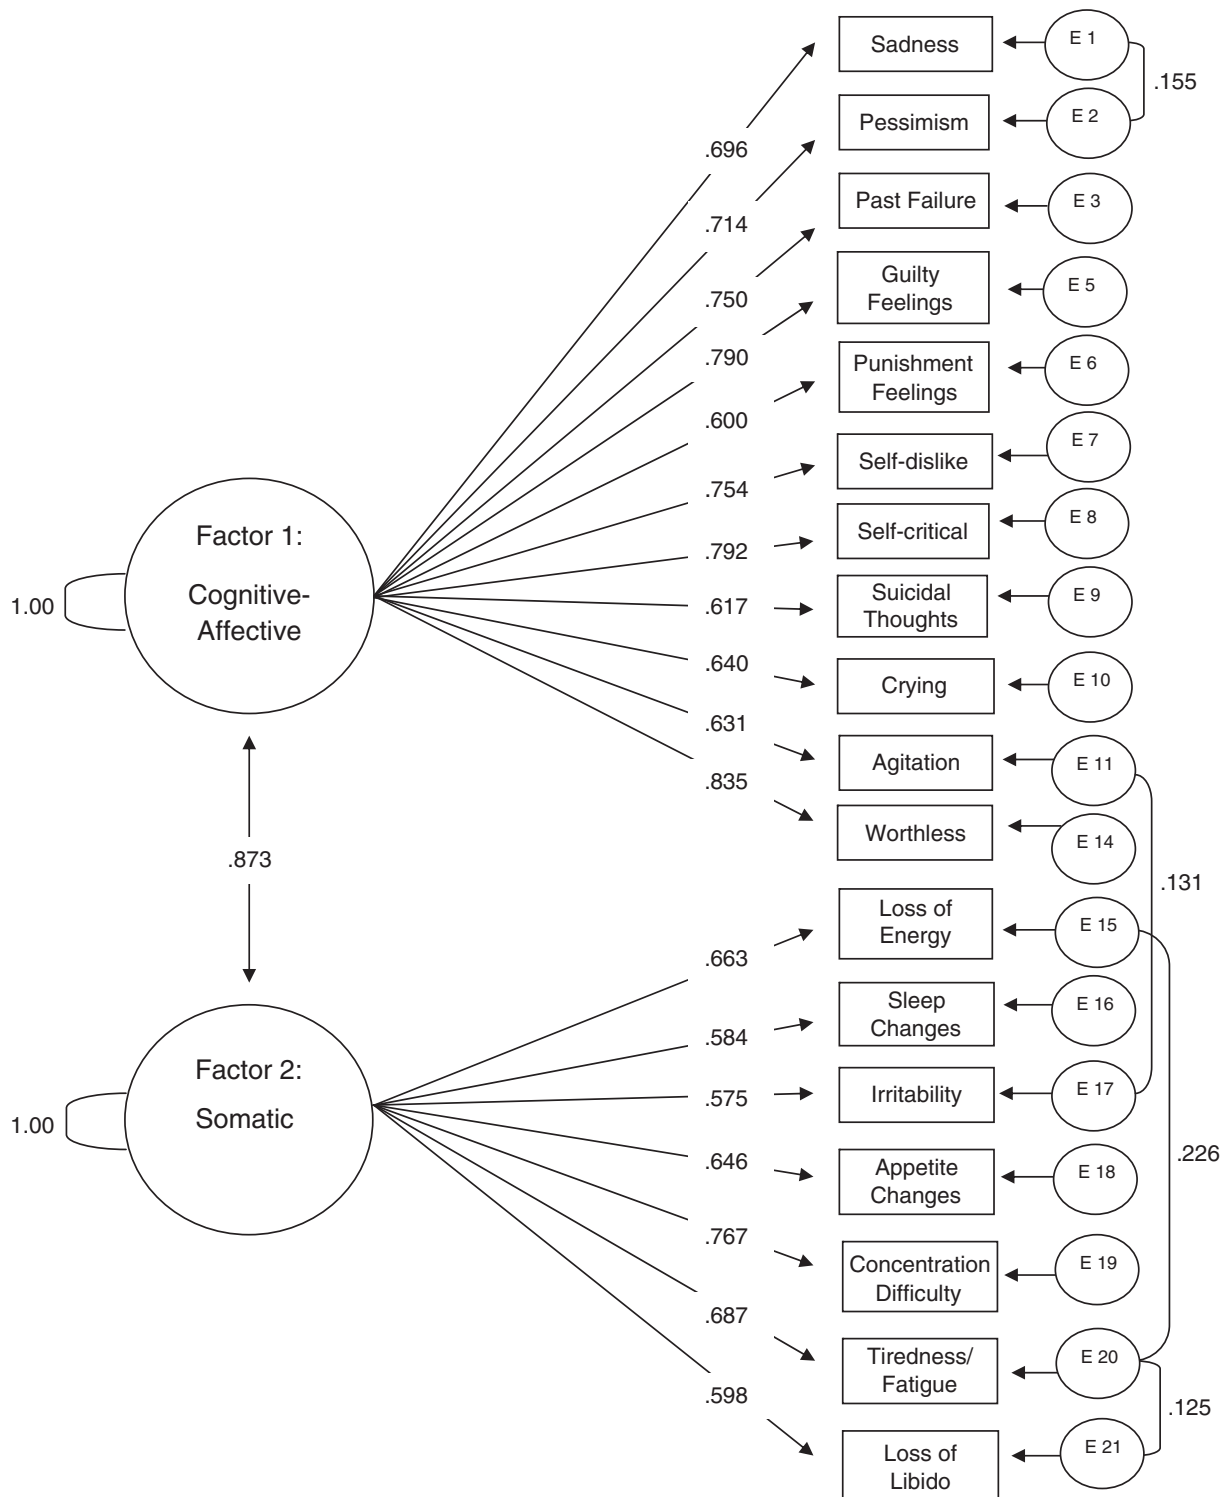 Sadness
E 1
.155
Pessimism
E 2
.696
Past Failure
E 3
.714
Guilty
Feelings
E 5
.750
.790
Punishment
Feelings
E 6
.600
Self-dislike
E 7
.754
Self-critical
E 8
.792
Factor 1:
Cognitive-
Affective
1.00
Suicidal
Thoughts
E 9
.617
.640
Crying
E 10
.631
Agitation
E 11
.835
Worthless
E 14
.873
.131
Loss of
Energy
E 15
.663
Sleep
Changes
E 16
.584
Factor 2:
Somatic
1.00
.575
Irritability
E 17
.646
Appetite
Changes
E 18
.226
.767
Concentration
Difficulty
E 19
.687
Tiredness/
Fatigue
E 20
.598
.125
Loss of
Libido
E 21